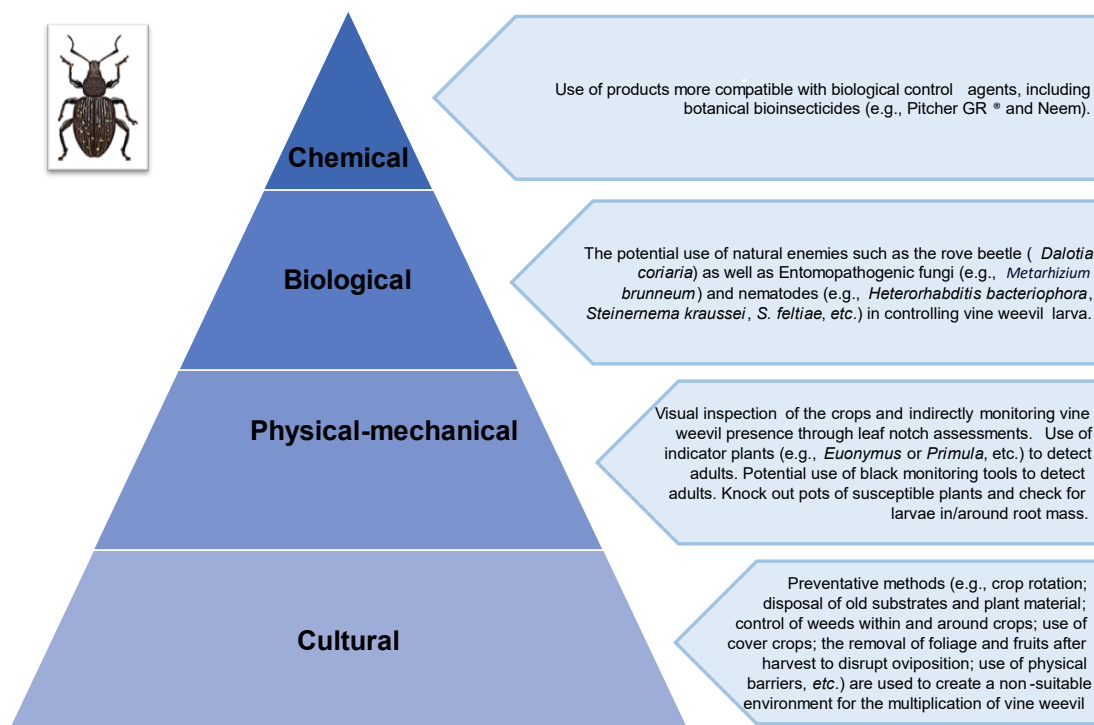 Use of products more compatible with biological control agents, including
botanical bioinsecticides (e.g., Pitcher GR ® and Neem).
Chemical
The potential use of natural enemies such as the rove beetle ( Dalotia
coriaria) as well as Entomopathogenic fungi (e.g., Metarhizium
brunneum) and nematodes (e.g., Heterorhabditis bacteriophora,
Steinernema kraussei, S. feltiae, etc.) in controlling vine weevil larva.
Biological
Visual inspection of the crops and indirectly monitoring vine
weevil presence through leaf notch assessments. Use of
indicator plants (e.g., Euonymus or Primula, etc.) to detect
adults. Potential use of black monitoring tools to detect
adults. Knock out pots of susceptible plants and check for
larvae in/around root mass.
Physical-mechanical
Preventative methods (e.g., crop rotation;
disposal of old substrates and plant material;
control of weeds within and around crops; use of
cover crops; the removal of foliage and fruits after
harvest to disrupt oviposition; use of physical
barriers, etc.) are used to create a non-suitable
environment for the multiplication of vine weevil
Cultural